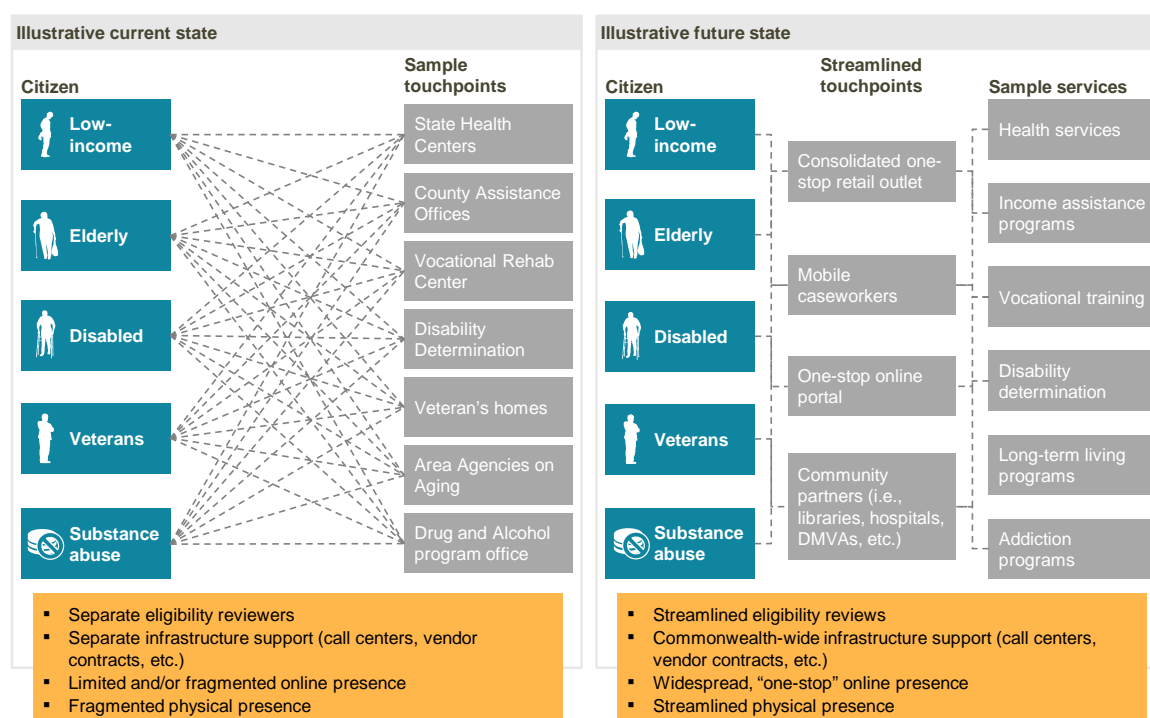 Illustrative current state
Citizen
Sample
touchpoints
Low-
income
Elderly
Disabled
Veterans
Substance
abuse
State Health
Centers
County Assistance
Offices
Vocational Rehab
Center
Disability
Determination
Veteran’s homes
Area Agencies on
Aging
Drug and Alcohol
program office
▪ Separate eligibility reviewers
▪ Separate infrastructure support (call centers, vendor
contracts, etc.)
▪ Limited and/or fragmented online presence
▪ Fragmented physical presence
Illustrative future state
Citizen
Streamlined
touchpoints
Sample services
Low-
income
Elderly
Disabled
Veterans
Substance
abuse
Consolidated one-
stop retail outlet
Mobile
caseworkers
One-stop online
portal
Community
partners (i.e.,
libraries, hospitals,
DMVAs, etc.)
Health services
Income assistance
programs
Vocational training
Disability
determination
Long-term living
programs
Addiction
programs
▪ Streamlined eligibility reviews
▪ Commonwealth-wide infrastructure support (call centers,
vendor contracts, etc.)
▪ Widespread, “one-stop” online presence
▪ Streamlined physical presence